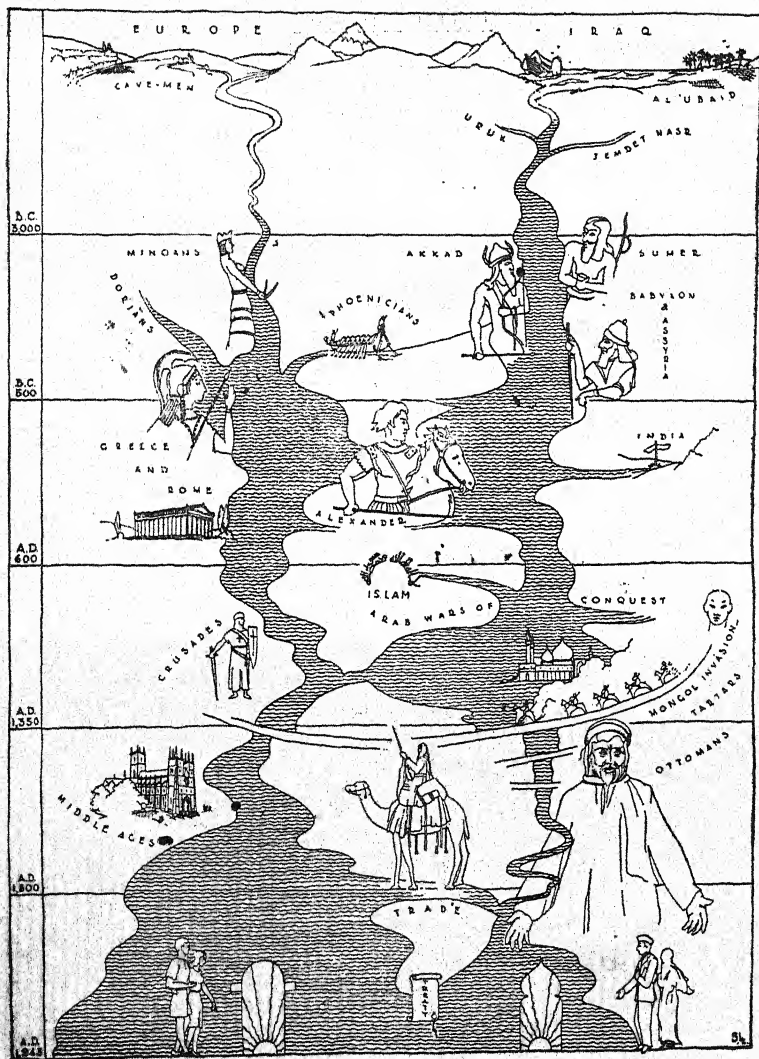 EUROPE
IRAQ
CAVE-MEN
AL 'UBAID
URUK
JEMDET NASR
B.C.
3,000
MINOANS
AKKAD
SUMER
DORIANS
PHOENICIANS
BABYLON
&
ASSYRIA
B.C.
500
GREECE
AND
ROME
INDIA
ALEXANDER
A.D.
600
ISLAM
ARAB WARS OF CONQUEST
CRUSADES
MONGOL INVASION
TARTARS
A.D.
1,350
OTTOMANS
MIDDLE AGES
A.D.
1,800
TRADE
TREATY
A.D.
1,943